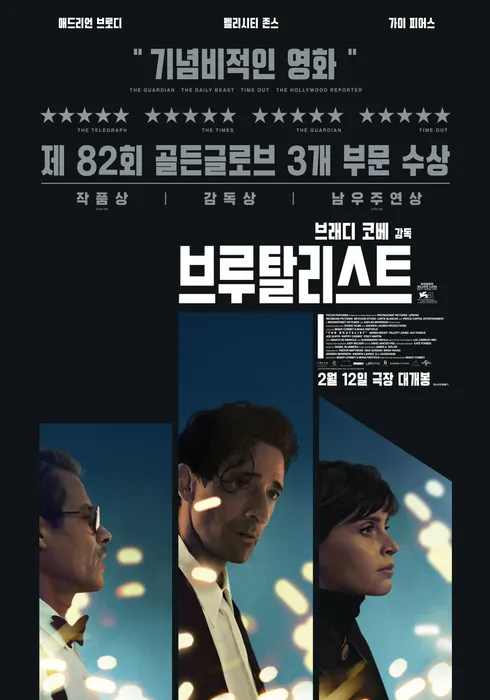 애드리언 브로디 펠리시티 존스 가이 피어스
" 기념비적인 영화 "
THE GUARDIAN THE DAILY BEAST TIME OUT THE HOLLYWOOD REPORTER
★★★★★ ★★★★★ ★★★★★ ★★★★★
THE TELEGRAPH THE TIMES THE GUARDIAN TIME OUT
제 82회 골든글로브 3개 부문 수상
작품상 | 감독상 | 남우주연상
브래디 코베 감독
브루탈리스트
2월 12일 극장 대개봉